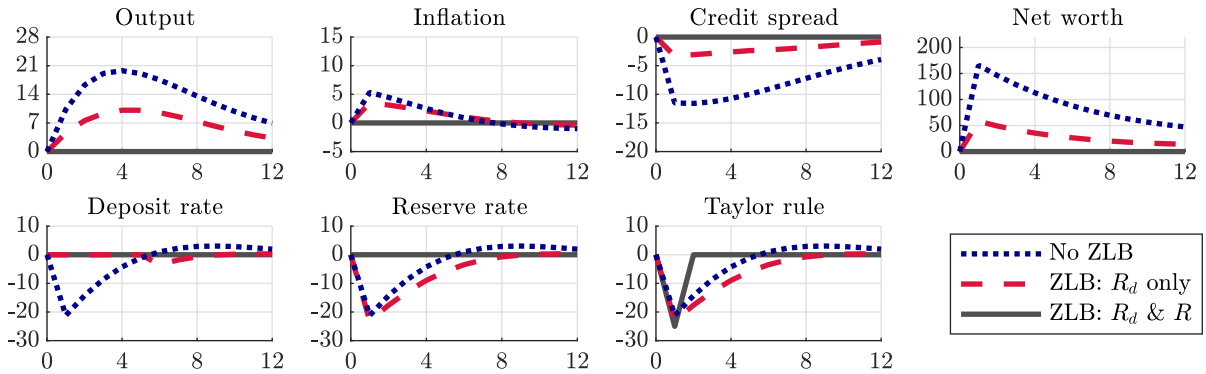 Output
Inflation
Credit spread
Net worth
28
21
14
7
0
0 4 8 12
15
10
5
0
-5
0 4 8 12
0
-5
-10
-15
-20
0 4 8 12
200
150
100
50
0
0 4 8 12
Deposit rate
Reserve rate
Taylor rule
10
0
-10
-20
-30
0 4 8 12
10
0
-10
-20
-30
0 4 8 12
10
0
-10
-20
-30
0 4 8 12
No ZLB
ZLB: R_d only
ZLB: R_d & R